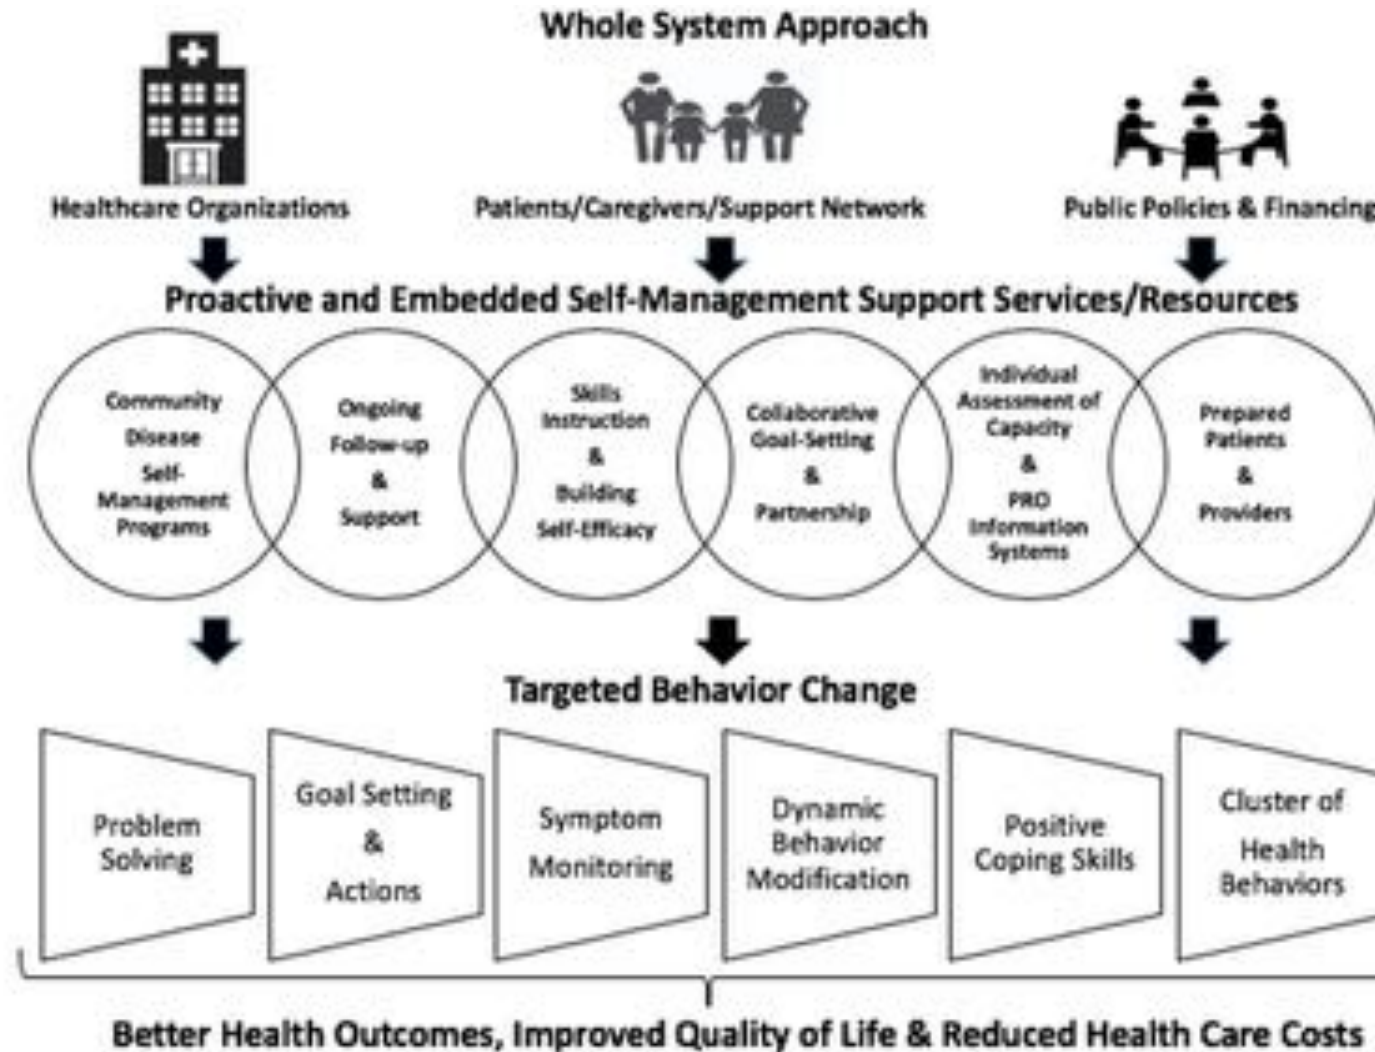 Whole System Approach
Healthcare Organizations
Patients/Caregivers/Support Network
Public Policies & Financing
Proactive and Embedded Self-Management Support Services/Resources
Community
Disease
Self-
Management
Programs
Ongoing
Follow-up
&
Support
Skills
Instruction
&
Building
Self-Efficacy
Collaborative
Goal-Setting
&
Partnership
Individual
Assessment of
Capacity
&
PRO
Information
Systems
Prepared
Patients
&
Providers
Targeted Behavior Change
Problem
Solving
Goal Setting
&
Actions
Symptom
Monitoring
Dynamic
Behavior
Modification
Positive
Coping Skills
Cluster of
Health
Behaviors
Better Health Outcomes, Improved Quality of Life & Reduced Health Care Costs